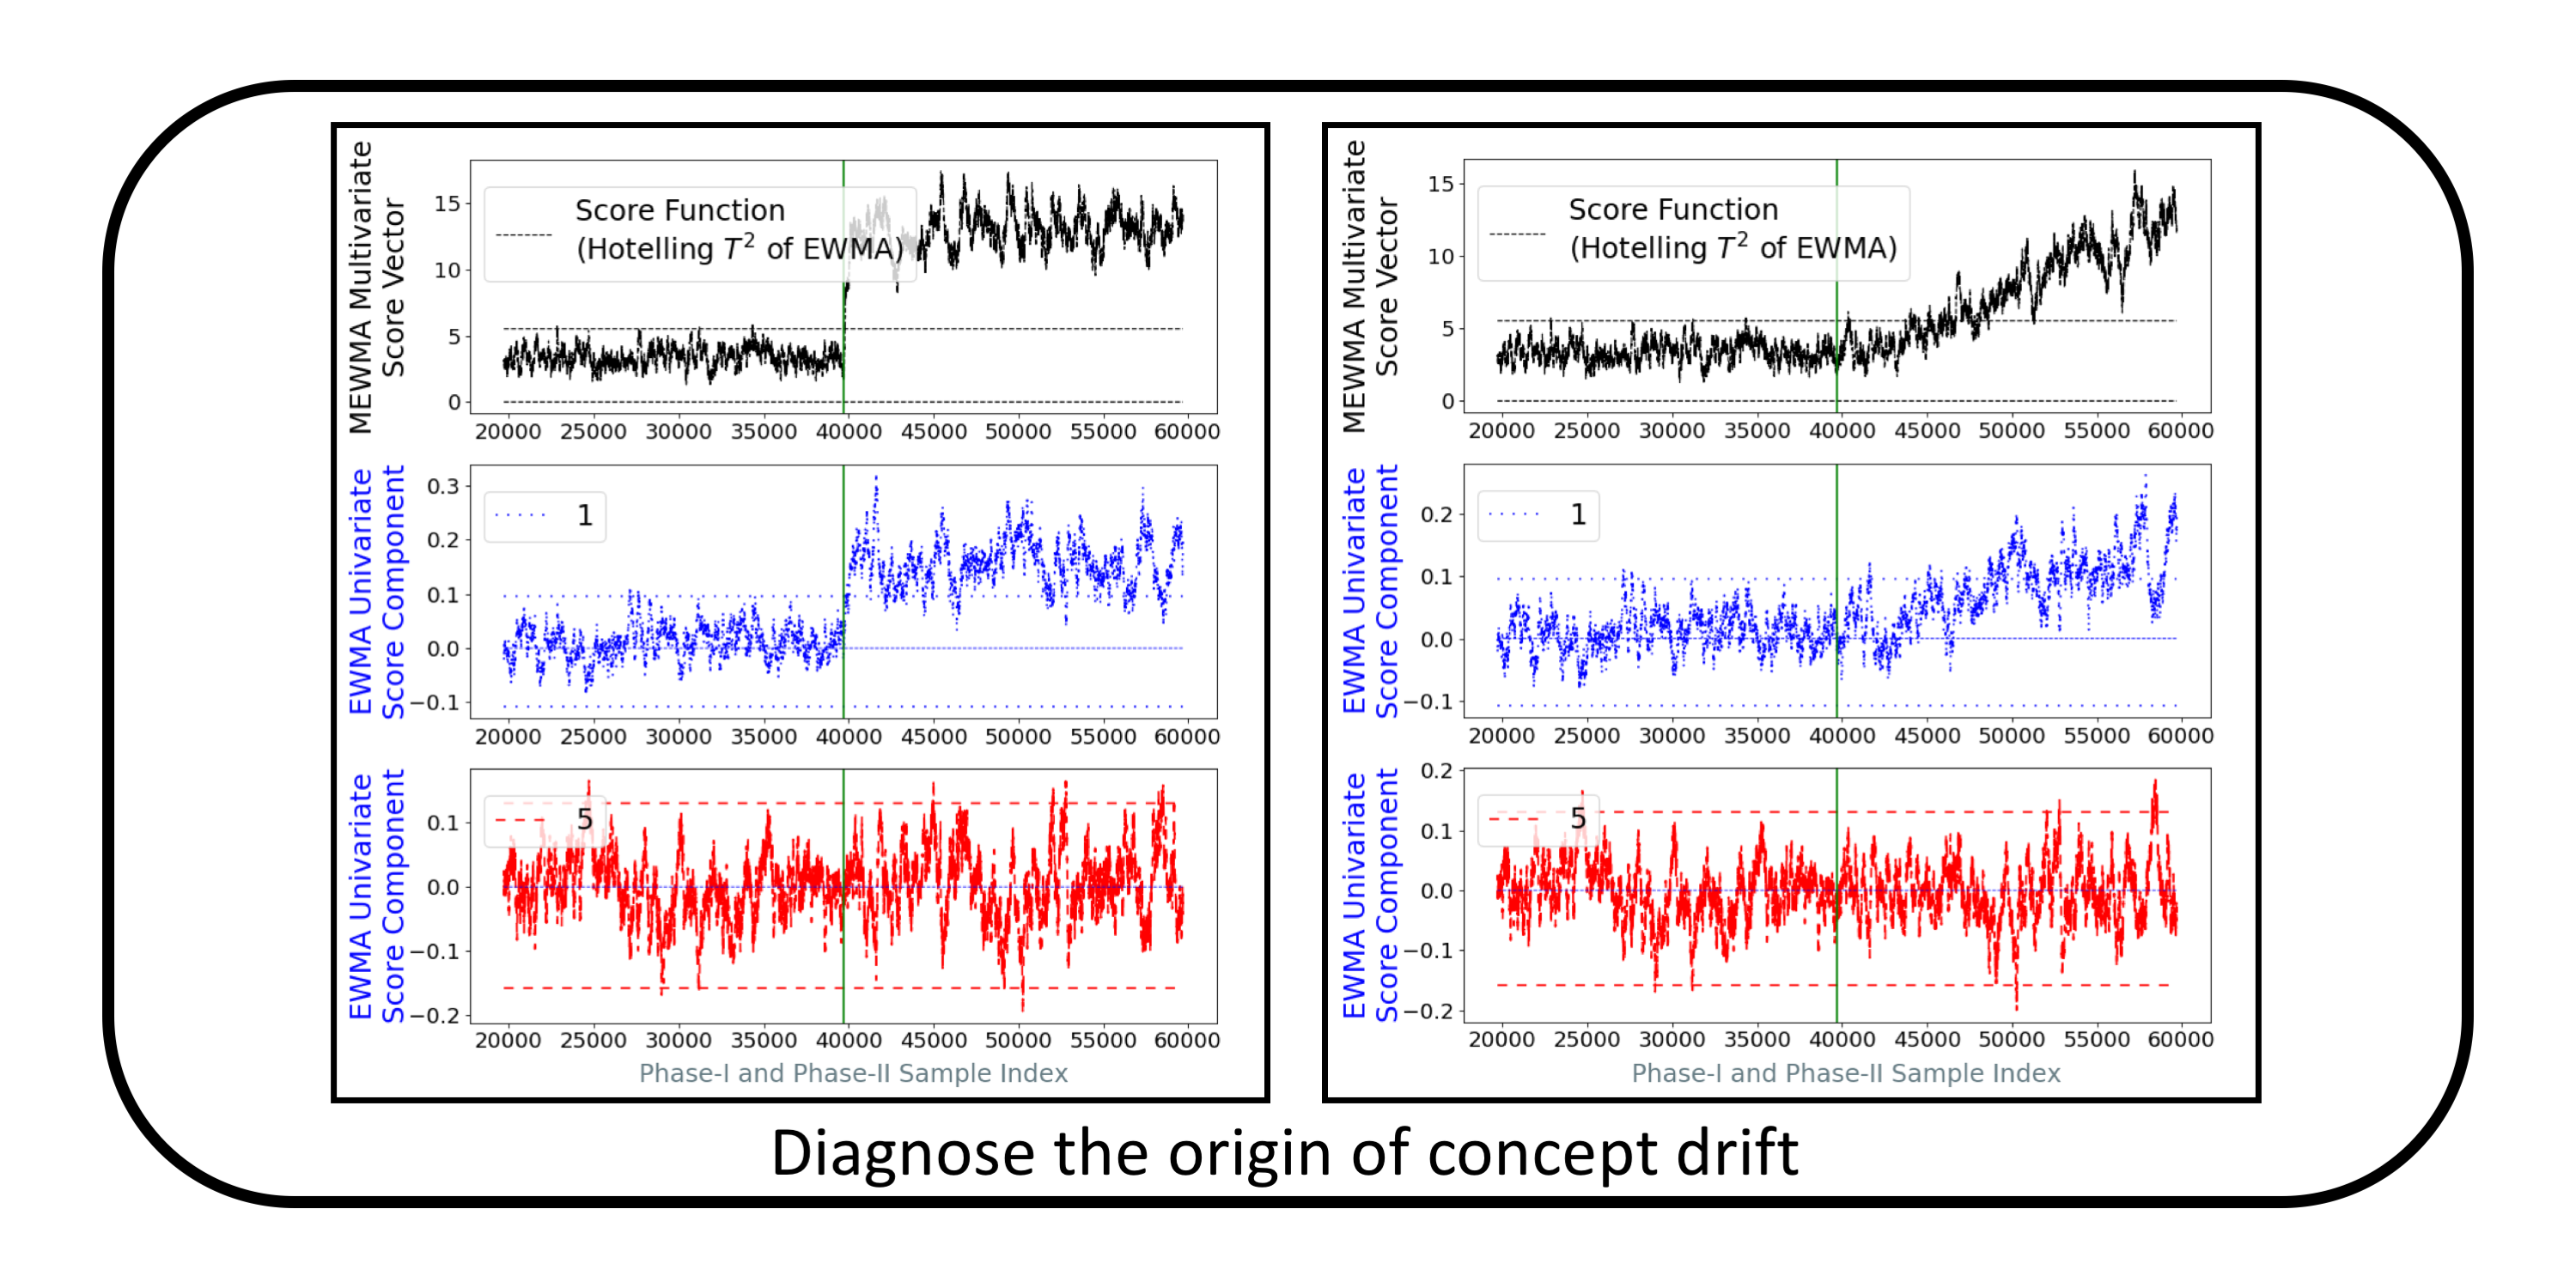 MEWMA Multivariate
Score Vector
15
10
5
0
Score Function
(Hotelling T² of EWMA)
20000 25000 30000 35000 40000 45000 50000 55000 60000
EWMA Univariate
Score Component
0.3
0.2
0.1
0.0
−0.1
1
20000 25000 30000 35000 40000 45000 50000 55000 60000
EWMA Univariate
Score Component
0.1
0.0
−0.1
−0.2
5
20000 25000 30000 35000 40000 45000 50000 55000 60000
Phase-I and Phase-II Sample Index
MEWMA Multivariate
Score Vector
15
10
5
0
Score Function
(Hotelling T² of EWMA)
20000 25000 30000 35000 40000 45000 50000 55000 60000
EWMA Univariate
Score Component
0.2
0.1
0.0
−0.1
1
20000 25000 30000 35000 40000 45000 50000 55000 60000
EWMA Univariate
Score Component
0.2
0.1
0.0
−0.1
−0.2
5
20000 25000 30000 35000 40000 45000 50000 55000 60000
Phase-I and Phase-II Sample Index
Diagnose the origin of concept drift